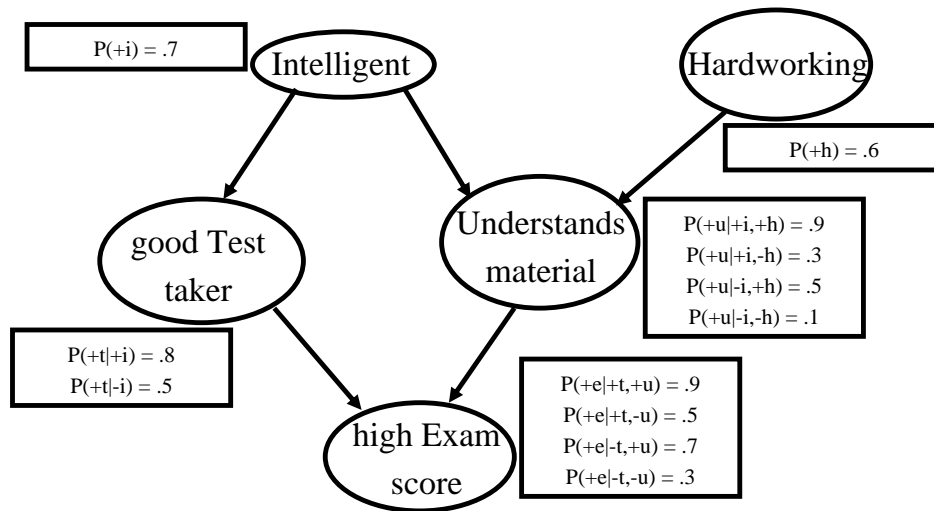 P(+i) = .7
Intelligent
Hardworking
P(+h) = .6
good Test
taker
Understands
material
P(+u|+i,+h) = .9
P(+u|+i,-h) = .3
P(+u|-i,+h) = .5
P(+u|-i,-h) = .1
P(+t|+i) = .8
P(+t|-i) = .5
high Exam
score
P(+e|+t,+u) = .9
P(+e|+t,-u) = .5
P(+e|-t,+u) = .7
P(+e|-t,-u) = .3